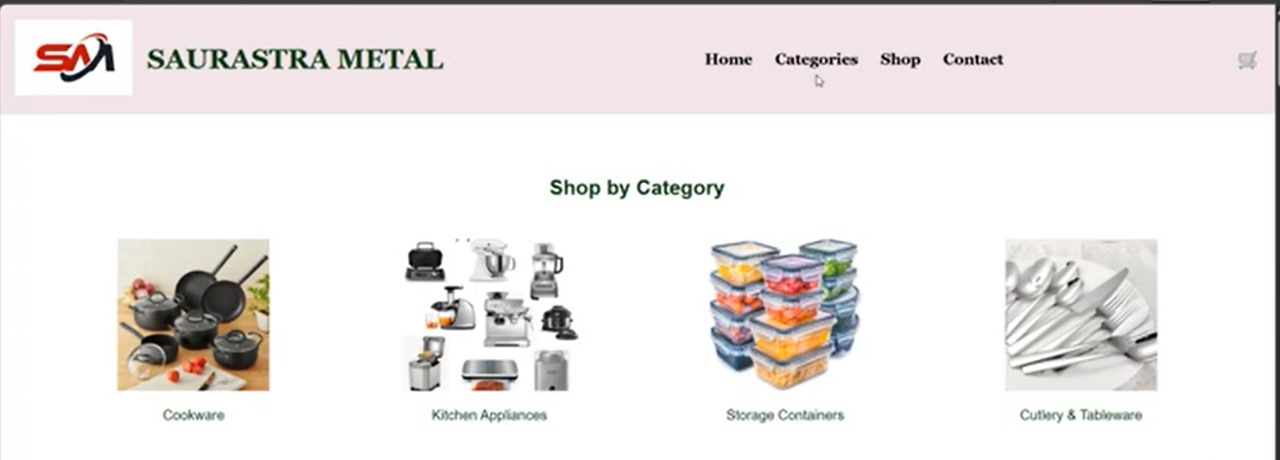 SM
SAURASTRA METAL
Home Categories Shop Contact
Shop by Category
Cookware
Kitchen Appliances
Storage Containers
Cutlery & Tableware